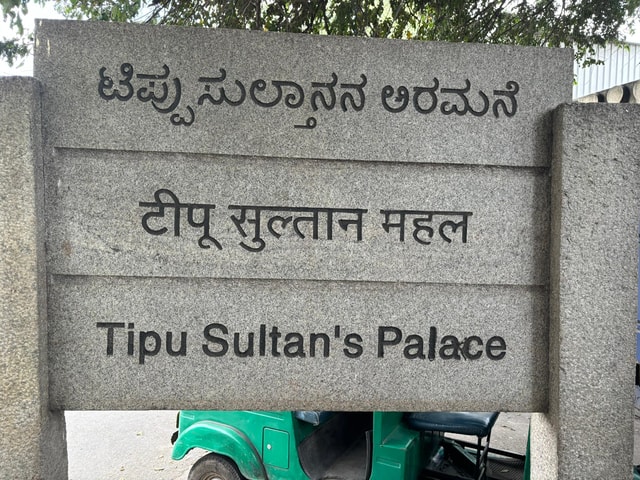 ಟಿಪ್ಪು ಸುಲ್ತಾನನ ಅರಮನೆ
टीपू सुल्तान महल
Tipu Sultan's Palace